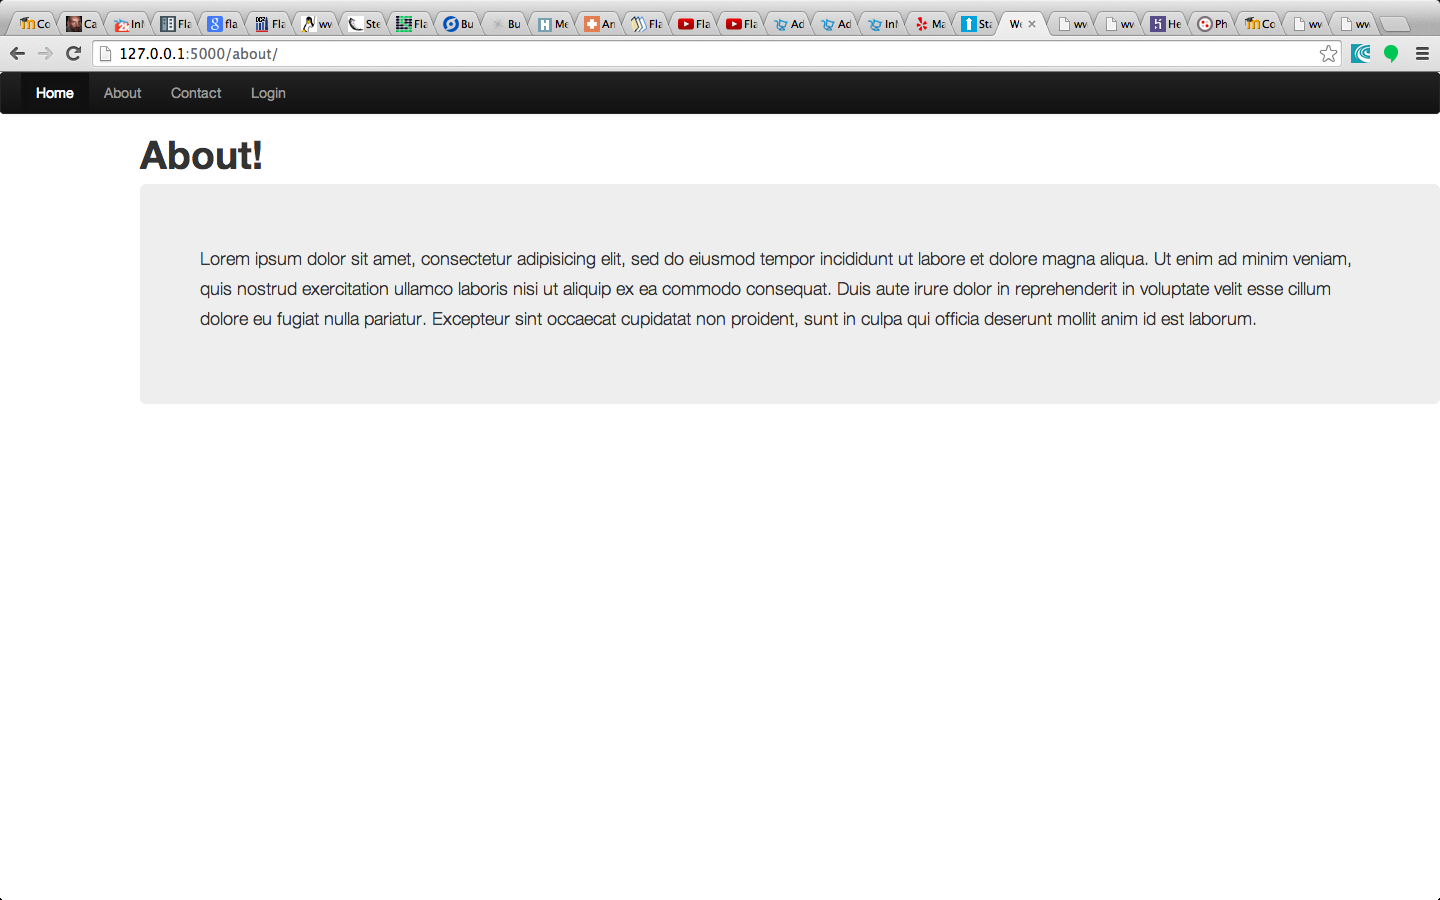 Co Ca Inf Fla fla Fla wv Ste Fla Bu Bu Me An Fla Fla Fla Ad Ad Inf Ma Sta We wv wv He Ph Co wv wv
127.0.0.1:5000/about/
Home About Contact Login
About!
Lorem ipsum dolor sit amet, consectetur adipisicing elit, sed do eiusmod tempor incididunt ut labore et dolore magna aliqua. Ut enim ad minim veniam,
quis nostrud exercitation ullamco laboris nisi ut aliquip ex ea commodo consequat. Duis aute irure dolor in reprehenderit in voluptate velit esse cillum
dolore eu fugiat nulla pariatur. Excepteur sint occaecat cupidatat non proident, sunt in culpa qui officia deserunt mollit anim id est laborum.